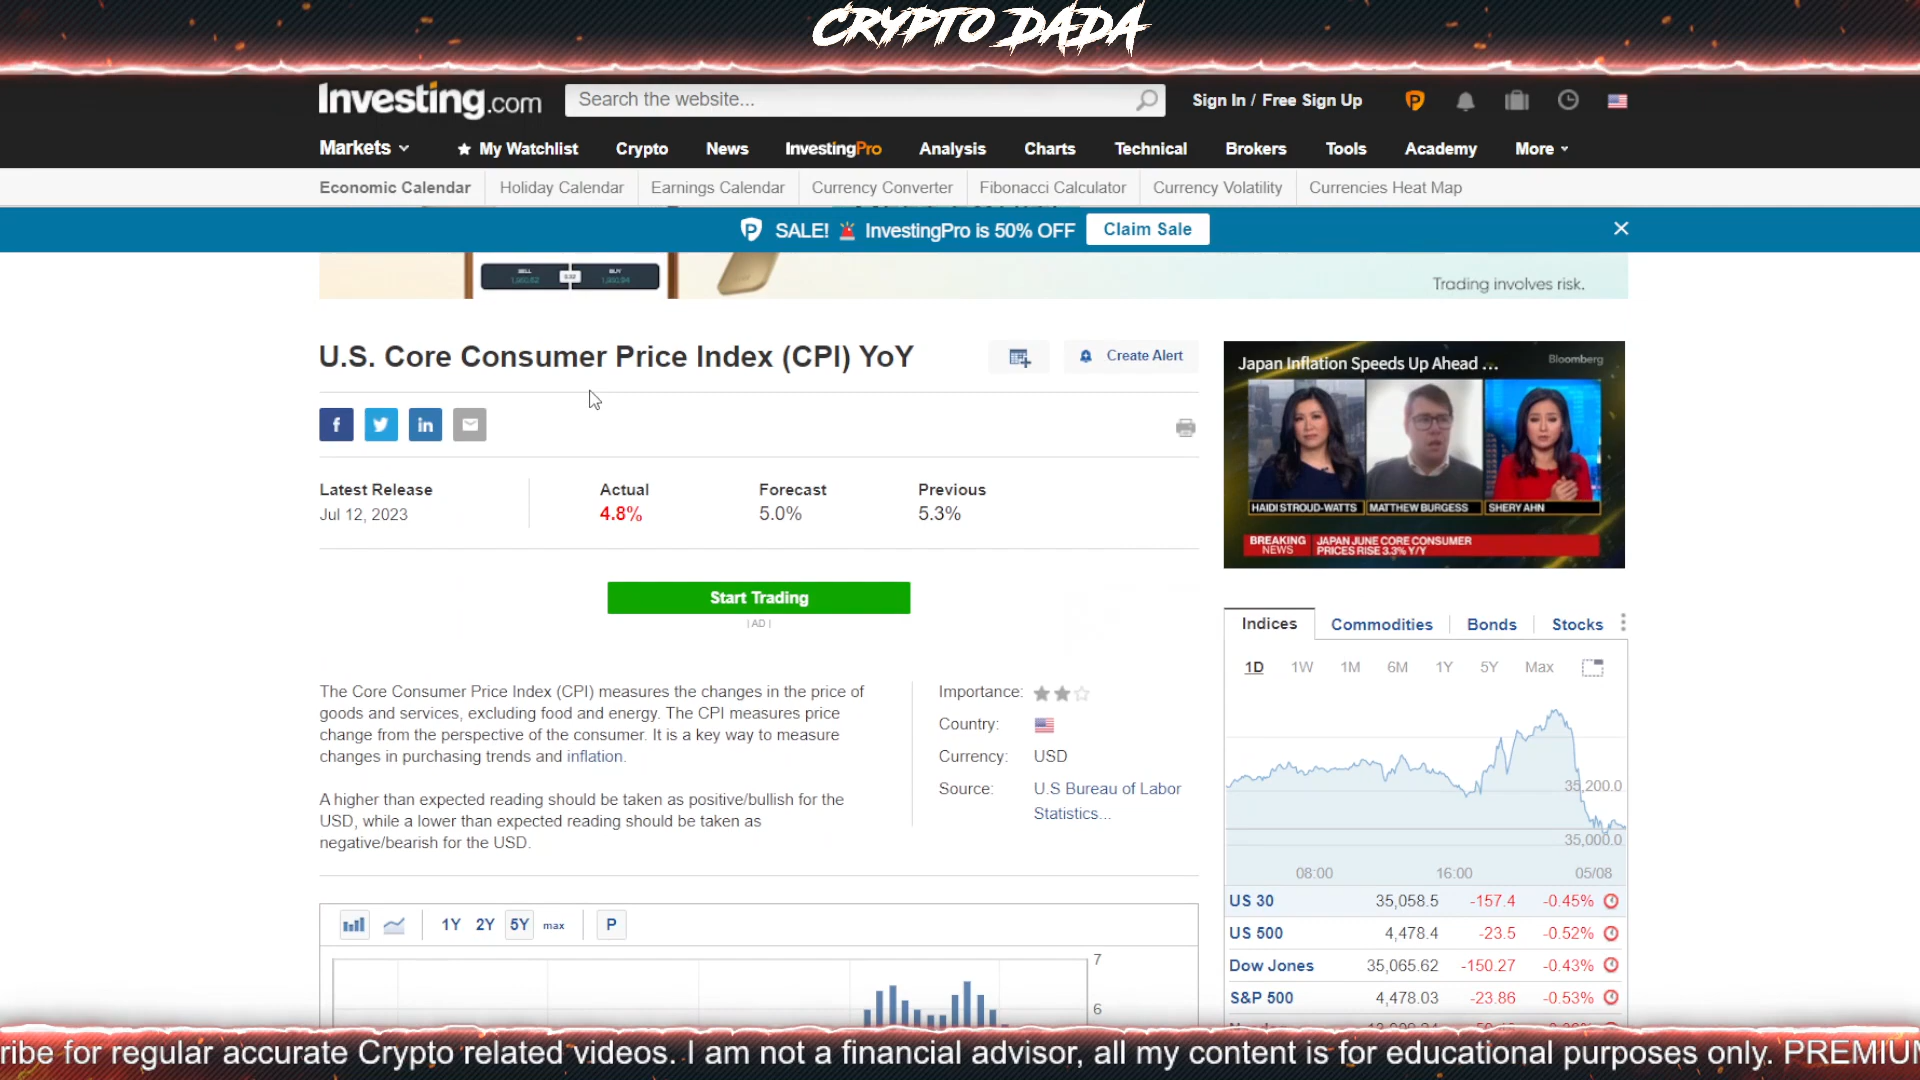 CRYPTO DADA
Investing.com
Search the website...
Sign In / Free Sign Up
Markets
My Watchlist
Crypto
News
InvestingPro
Analysis
Charts
Technical
Brokers
Tools
Academy
More
Economic Calendar
Holiday Calendar
Earnings Calendar
Currency Converter
Fibonacci Calculator
Currency Volatility
Currencies Heat Map
SALE! InvestingPro is 50% OFF
Claim Sale
SELL
BUY
Trading involves risk.
U.S. Core Consumer Price Index (CPI) YoY
Create Alert
Latest Release
Jul 12, 2023
Actual
4.8%
Forecast
5.0%
Previous
5.3%
Start Trading
| AD |
The Core Consumer Price Index (CPI) measures the changes in the price of
goods and services, excluding food and energy. The CPI measures price
change from the perspective of the consumer. It is a key way to measure
changes in purchasing trends and inflation.
A higher than expected reading should be taken as positive/bullish for the
USD, while a lower than expected reading should be taken as
negative/bearish for the USD.
Importance:
Country:
Currency: USD
Source: U.S Bureau of Labor
Statistics...
1Y 2Y 5Y max P
7
6
Japan Inflation Speeds Up Ahead ...
Bloomberg
HAIDI STROUD-WATTS MATTHEW BURGESS SHERY AHN
BREAKING NEWS
JAPAN JUNE CORE CONSUMER
PRICES RISE 3.3% Y/Y
Indices Commodities Bonds Stocks
1D 1W 1M 6M 1Y 5Y Max
35,200.0
35,000.0
08:00 16:00 05/08
US 30 35,058.5 -157.4 -0.45%
US 500 4,478.4 -23.5 -0.52%
Dow Jones 35,065.62 -150.27 -0.43%
S&P 500 4,478.03 -23.86 -0.53%
ribe for regular accurate Crypto related videos. I am not a financial advisor, all my content is for educational purposes only. PREMIUM